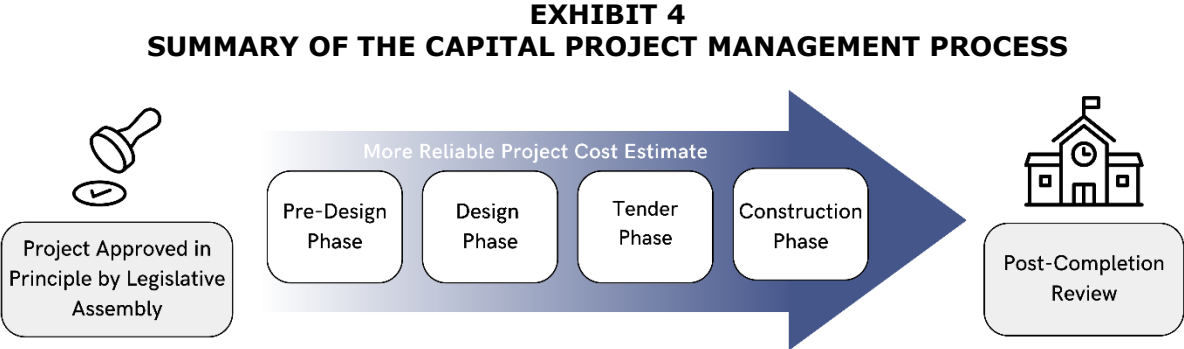 EXHIBIT 4
SUMMARY OF THE CAPITAL PROJECT MANAGEMENT PROCESS
More Reliable Project Cost Estimate
Project Approved in
Principle by Legislative
Assembly
Pre-Design
Phase
Design
Phase
Tender
Phase
Construction
Phase
Post-Completion
Review